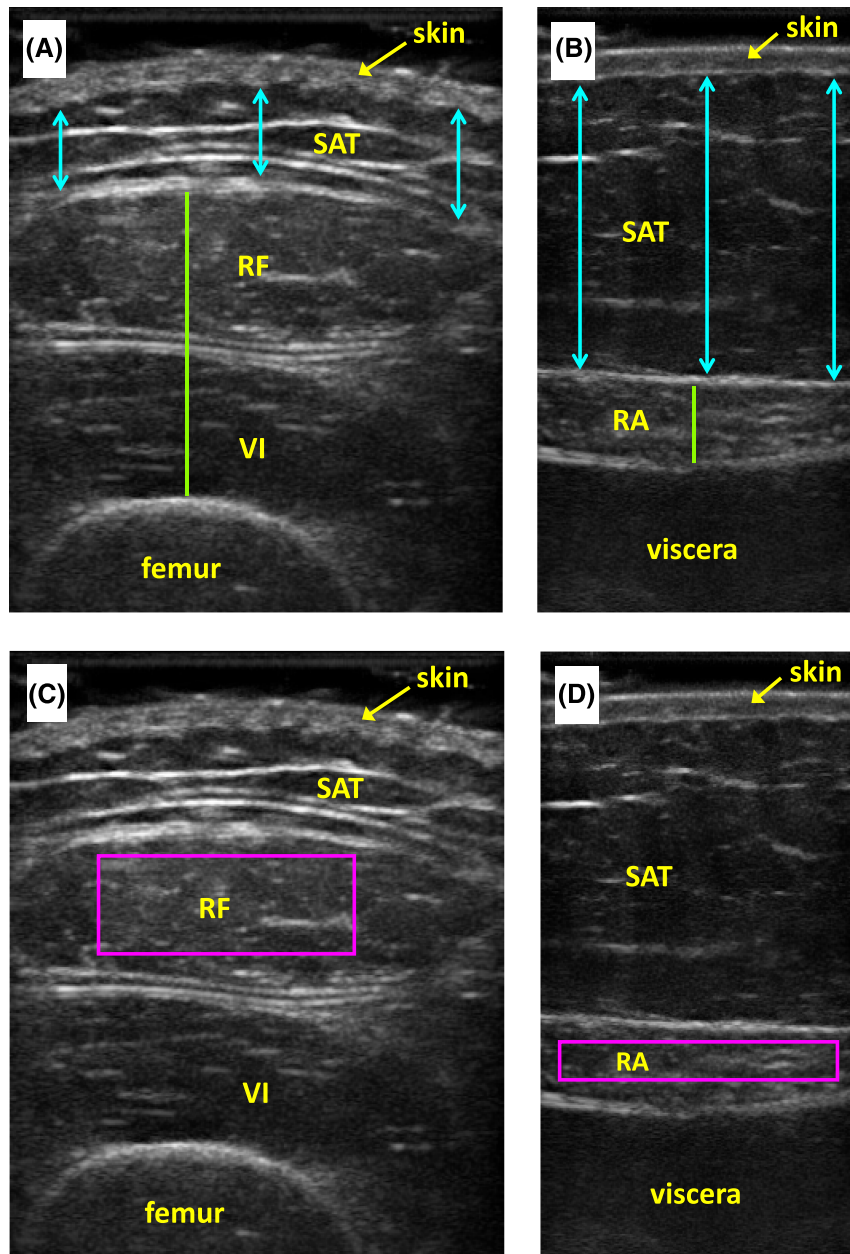 (A)
skin
SAT
RF
VI
femur
(B)
skin
SAT
RA
viscera
(C)
skin
SAT
RF
VI
femur
(D)
skin
SAT
RA
viscera